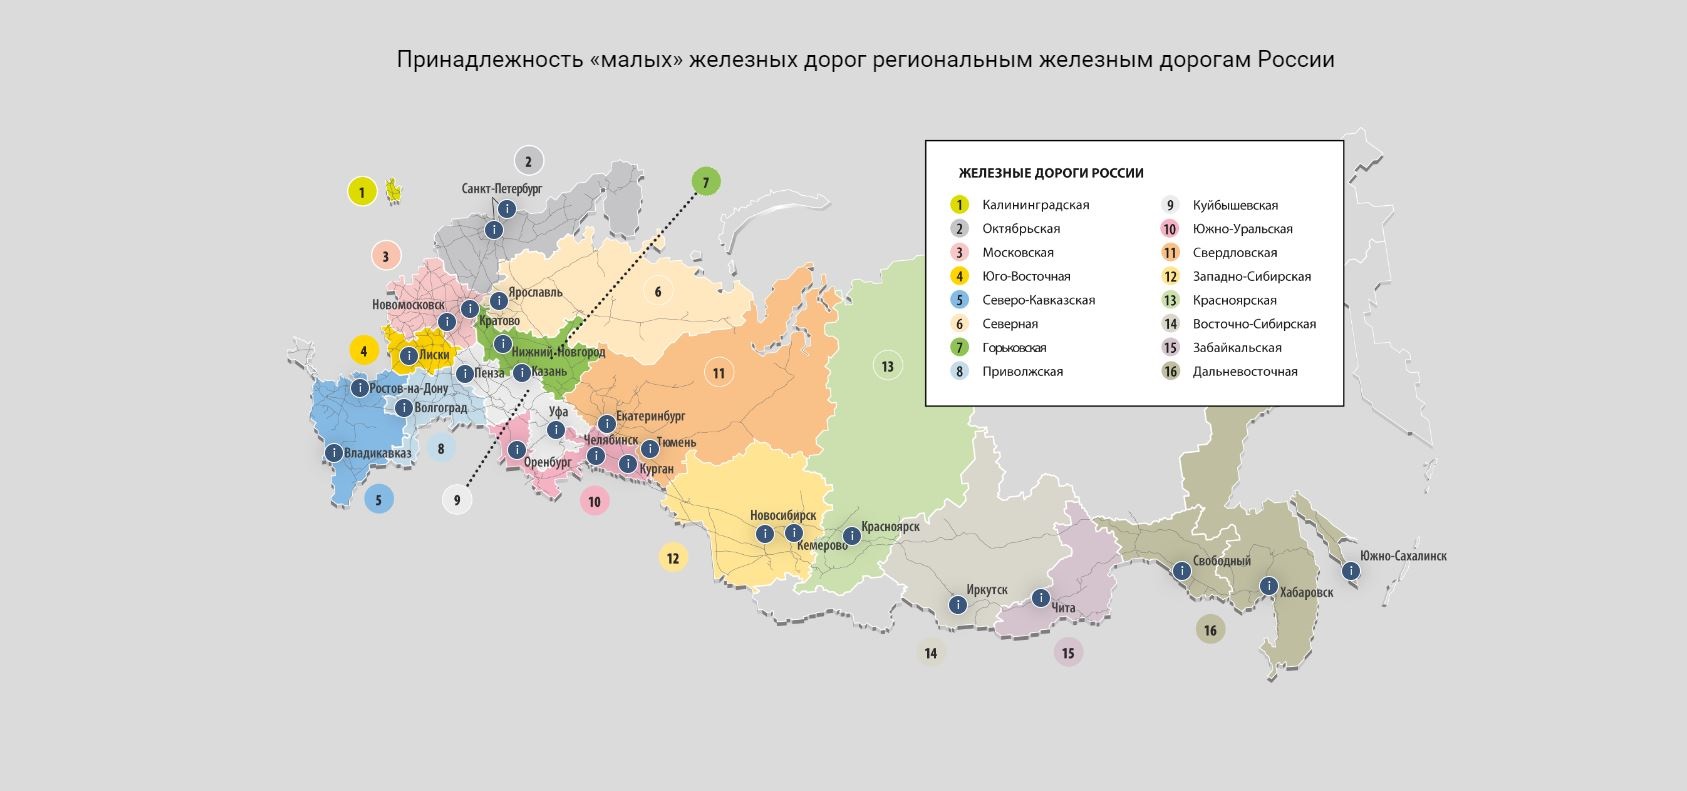 Принадлежность «малых» железных дорог региональным железным дорогам России
ЖЕЛЕЗНЫЕ ДОРОГИ РОССИИ
1 Калининградская
2 Октябрьская
3 Московская
4 Юго-Восточная
5 Северо-Кавказская
6 Северная
7 Горьковская
8 Приволжская
9 Куйбышевская
10 Южно-Уральская
11 Свердловская
12 Западно-Сибирская
13 Красноярская
14 Восточно-Сибирская
15 Забайкальская
16 Дальневосточная
2
7
1
Санкт-Петербург
3
6
Ярославль
Новомосковск
Кратово
4
Лиски
Нижний-Новгород
Пенза
Казань
11
13
Ростов-на-Дону
Волгоград
Уфа
Екатеринбург
8
Челябинск
Тюмень
Владикавказ
Оренбург
Курган
5
9
10
Новосибирск
Кемерово
Красноярск
12
Иркутск
Чита
Свободный
Хабаровск
Южно-Сахалинск
14
15
16